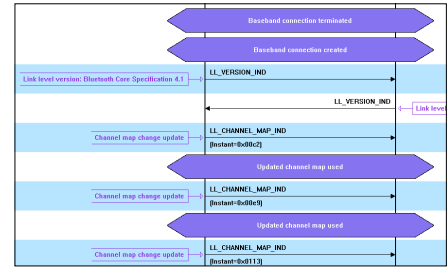 Baseband connection terminated
Baseband connection created
Link level version: Bluetooth Core Specification 4.1
LL_VERSION_IND
LL_VERSION_IND
Link level
Channel map change update
LL_CHANNEL_MAP_IND
[Instant=0x00c2]
Updated channel map used
Channel map change update
LL_CHANNEL_MAP_IND
[Instant=0x00e9]
Updated channel map used
Channel map change update
LL_CHANNEL_MAP_IND
[Instant=0x0113]